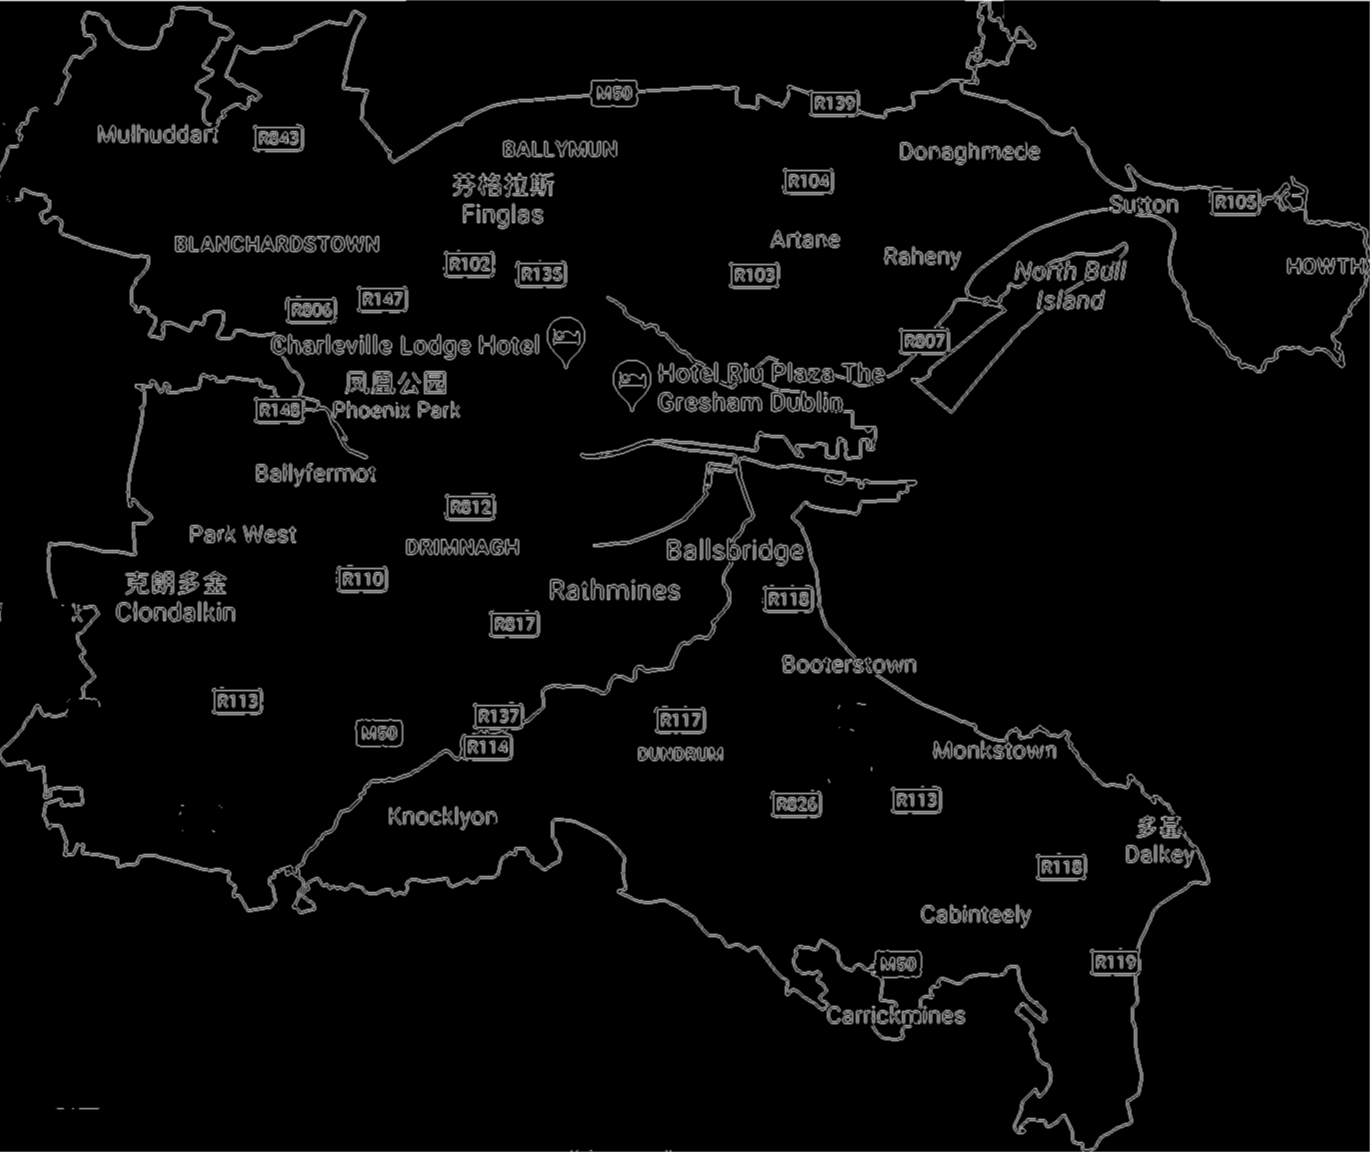 M50
R139
Mulhuddar
R843
BALLYMUN
Donaghmede
芬格拉斯
Finglas
R104
Sutton
R105
BLANCHARDSTOWN
Artane
Raheny
R102
R135
R103
North Bull
Island
HOWTH
R806
R147
Charleville Lodge Hotel
R807
凤凰公园
Phoenix Park
Hotel Riu Plaza The
Gresham Dublin
R148
Ballyfermot
R812
Park West
DRIMNAGH
Ballsbridge
克朗多金
Clondalkin
R110
Rathmines
R118
R817
Booterstown
R113
R137
R117
M50
R114
DUNDRUM
Monkstown
R826
R113
Knocklyon
多基
Dalkey
R118
Cabinteely
M50
R119
Carrickmines